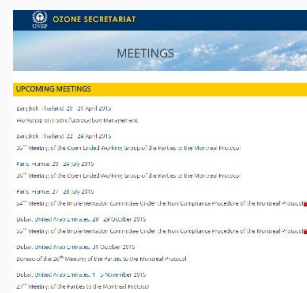 UNEP
OZONE SECRETARIAT
MEETINGS
UPCOMING MEETINGS
Bangkok, Thailand, 20 - 21 April 2015
Workshop on Hydrofluorocarbon Management
Bangkok, Thailand, 22 - 24 April 2015
35th Meeting of the Open Ended Working Group of the Parties to the Montreal Protocol
Paris, France, 20 - 24 July 2015
36th Meeting of the Open Ended Working Group of the Parties to the Montreal Protocol
Paris, France, 27 - 28 July 2015
54th Meeting of the Implementation Committee Under the Non-Compliance Procedure of the Montreal Protocol
Dubai, United Arab Emirates, 28 - 29 October 2015
55th Meeting of the Implementation Committee Under the Non-Compliance Procedure of the Montreal Protocol
Dubai, United Arab Emirates, 31 October 2015
Bureau of the 26th Meeting of the Parties to the Montreal Protocol
Dubai, United Arab Emirates, 1 - 5 November 2015
27th Meeting of the Parties to the Montreal Protocol